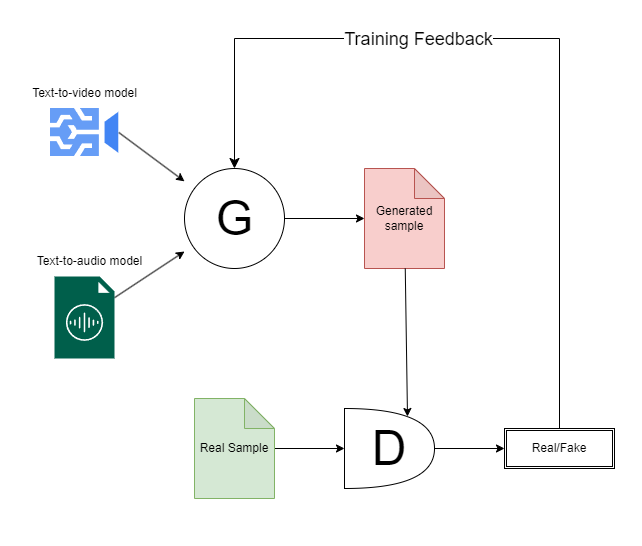 Training Feedback
Text-to-video model
G
Generated
sample
Text-to-audio model
Real Sample
D
Real/Fake